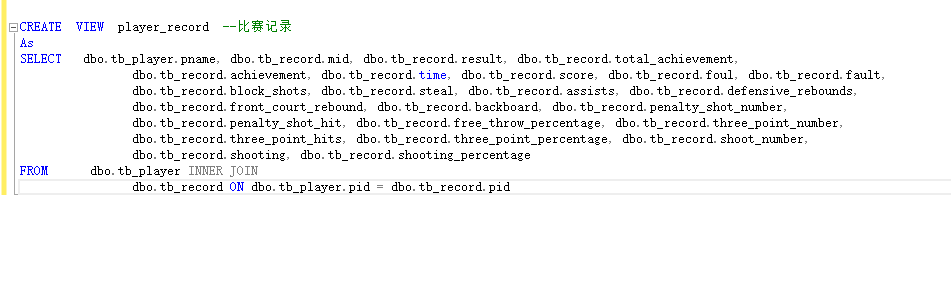 CREATE VIEW player_record --比赛记录
As
SELECT dbo.tb_player.pname, dbo.tb_record.mid, dbo.tb_record.result, dbo.tb_record.total_achievement,
dbo.tb_record.achievement, dbo.tb_record.time, dbo.tb_record.score, dbo.tb_record.foul, dbo.tb_record.fault,
dbo.tb_record.block_shots, dbo.tb_record.steal, dbo.tb_record.assists, dbo.tb_record.defensive_rebounds,
dbo.tb_record.front_court_rebound, dbo.tb_record.backboard, dbo.tb_record.penalty_shot_number,
dbo.tb_record.penalty_shot_hit, dbo.tb_record.free_throw_percentage, dbo.tb_record.three_point_number,
dbo.tb_record.three_point_hits, dbo.tb_record.three_point_percentage, dbo.tb_record.shoot_number,
dbo.tb_record.shooting, dbo.tb_record.shooting_percentage
FROM dbo.tb_player INNER JOIN
dbo.tb_record ON dbo.tb_player.pid = dbo.tb_record.pid